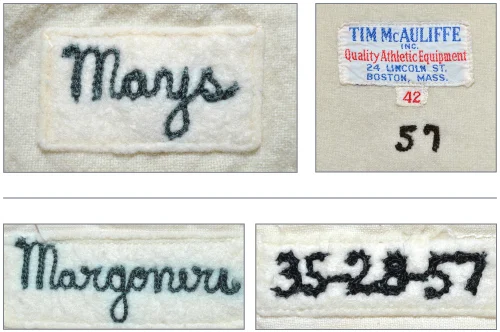 Mays
TIM McAULIFFE
INC.
Quality Athletic Equipment
24 LINCOLN ST.
BOSTON, MASS.
42
57
Margoneri
35-28-57